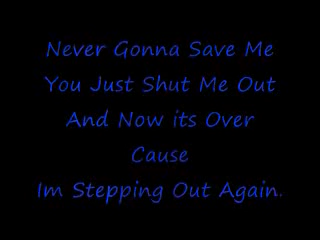 Never Gonna Save Me
You Just Shut Me Out
And Now its Over
Cause
Im Stepping Out Again.